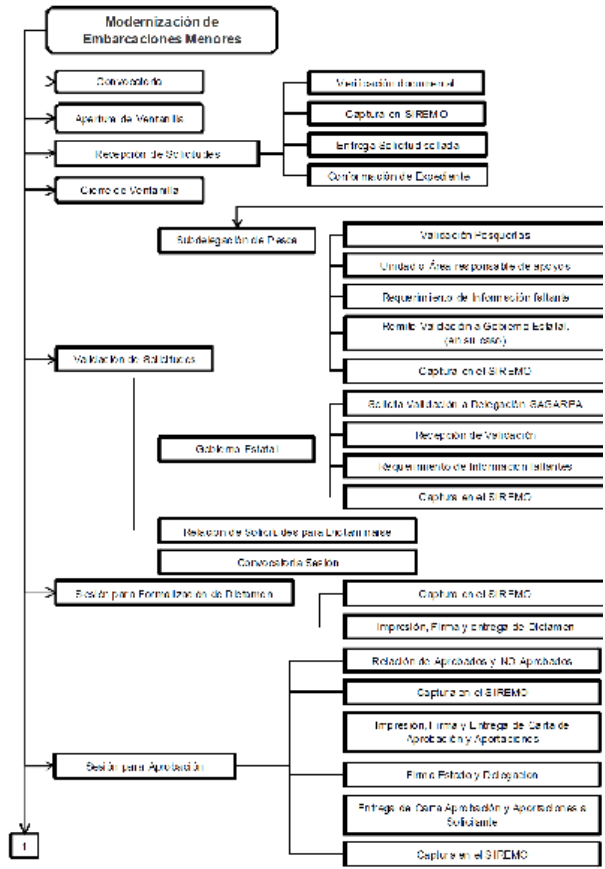 Modernización de
Embarcaciones Menores
Convocatoria
Apertura de Ventanilla
Recepción de Solicitudes
Verificación documental
Captura en SIREMO
Entrega Solicitud sellada
Conformación de Expediente
Cierre de Ventanilla
Subdelegación de Pesca
Validación Pesquerías
Unidad o Área responsable de apoyos
Requerimiento de Información faltante
Remite Validación a Gobierno Estatal.
(en su caso)
Captura en el SIREMO
Validación de Solicitudes
Gobierno Estatal
Solicita Validación a Delegación SAGARPA
Recepción de Validación
Requerimiento de Información faltantes
Captura en el SIREMO
Relación de Solicitudes para Dictaminarse
Convocatoria Sesión
Sesión para Formalización de Dictamen
Captura en el SIREMO
Impresión, Firma y entrega de Dictamen
Sesión para Aprobación
Relación de Aprobados y NO Aprobados
Captura en el SIREMO
Impresión, Firma y Entrega de Carta de
Aprobación y Aportaciones
Firma Estado y Delegación
Entrega de Carta Aprobación y Aportaciones a
Solicitante
Captura en el SIREMO
1